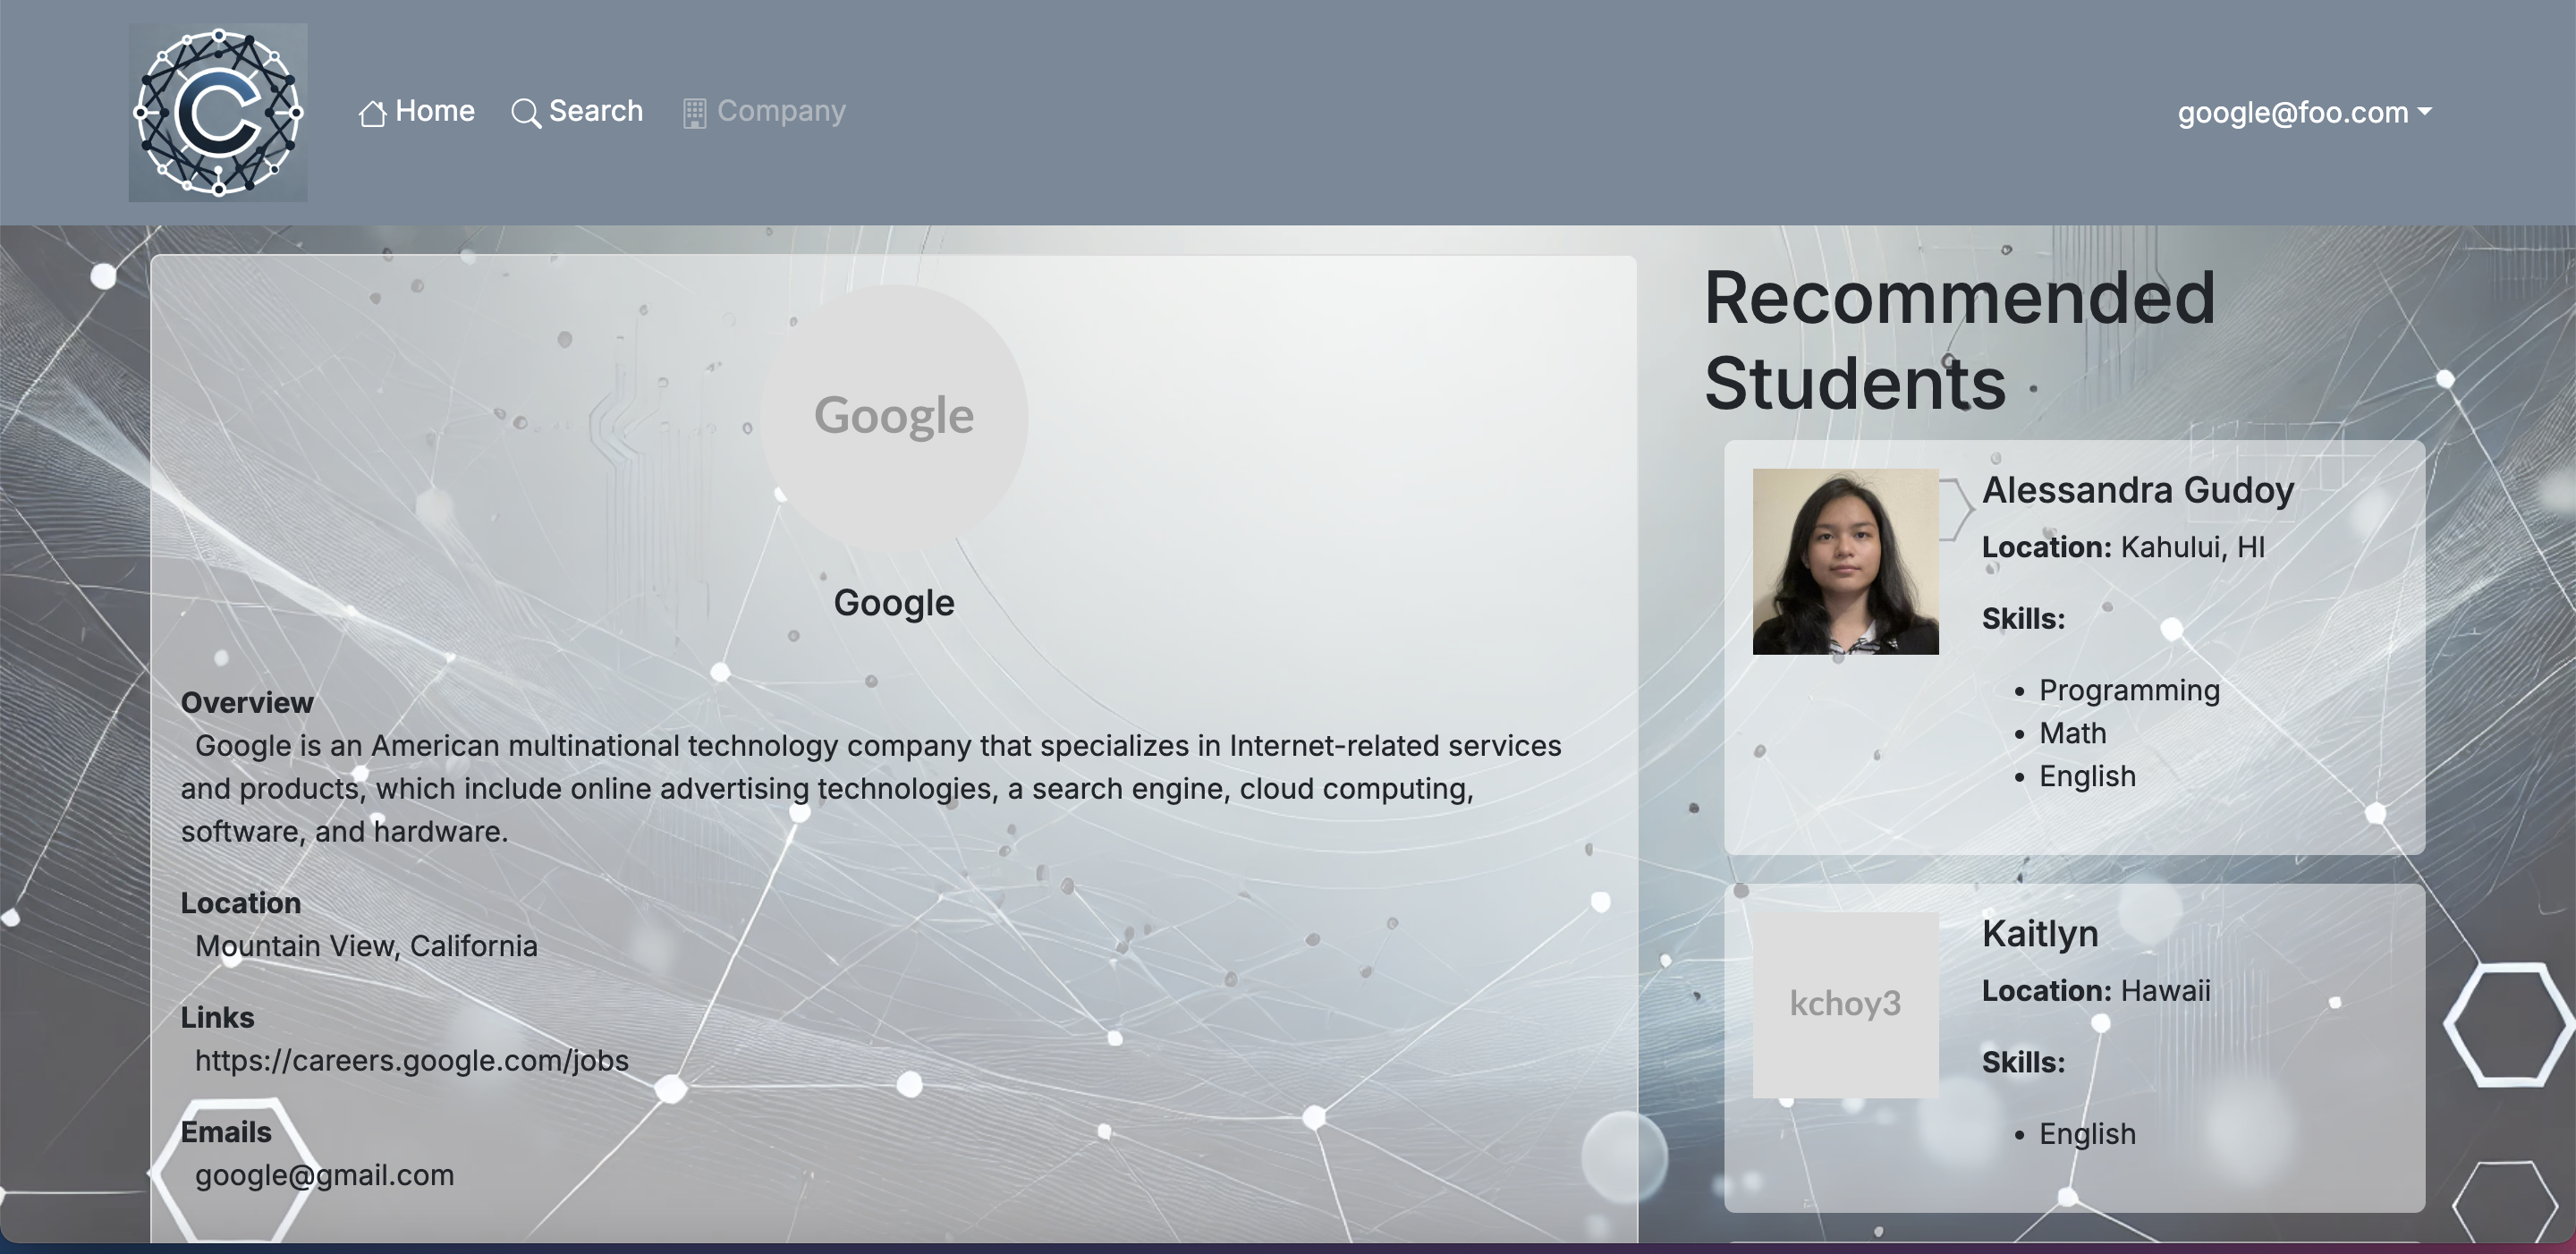 C
Home
Search
Company
google@foo.com
Google
Google
Overview
Google is an American multinational technology company that specializes in Internet-related services
and products, which include online advertising technologies, a search engine, cloud computing,
software, and hardware.
Location
Mountain View, California
Links
https://careers.google.com/jobs
Emails
google@gmail.com
Recommended
Students
Alessandra Gudoy
Location: Kahului, HI
Skills:
• Programming
• Math
• English
kchoy3
Kaitlyn
Location: Hawaii
Skills:
• English